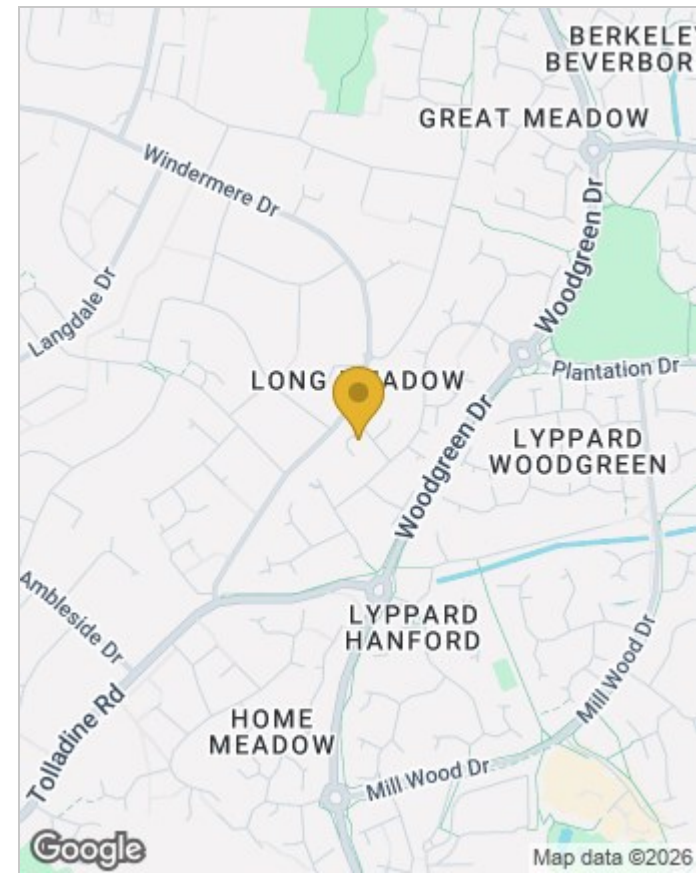 BERKELEY
BEVERBOR
GREAT MEADOW
Windermere Dr
Woodgreen Dr
Langdale Dr
LONG MEADOW
Plantation Dr
LYPPARD
WOODGREEN
Woodgreen Dr
Ambleside Dr
LYPPARD
HANFORD
Mill Wood Dr
HOME
MEADOW
Tolladine Rd
Mill Wood Dr
Google
Map data ©2026